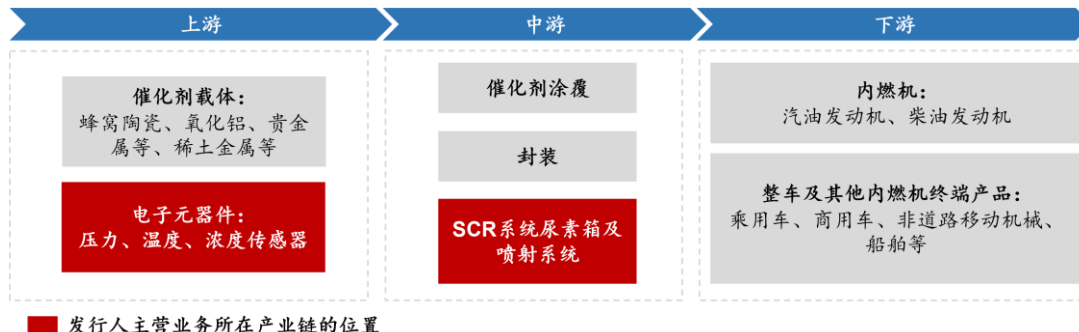 上游
中游
下游
催化剂载体：
蜂窝陶瓷、氧化铝、贵金
属等、稀土金属等
电子元器件：
压力、温度、浓度传感器
催化剂涂覆
封装
SCR系统尿素箱及
喷射系统
内燃机：
汽油发动机、柴油发动机
整车及其他内燃机终端产品：
乘用车、商用车、非道路移动机械、
船舶等
发行人主营业务所在产业链的位置